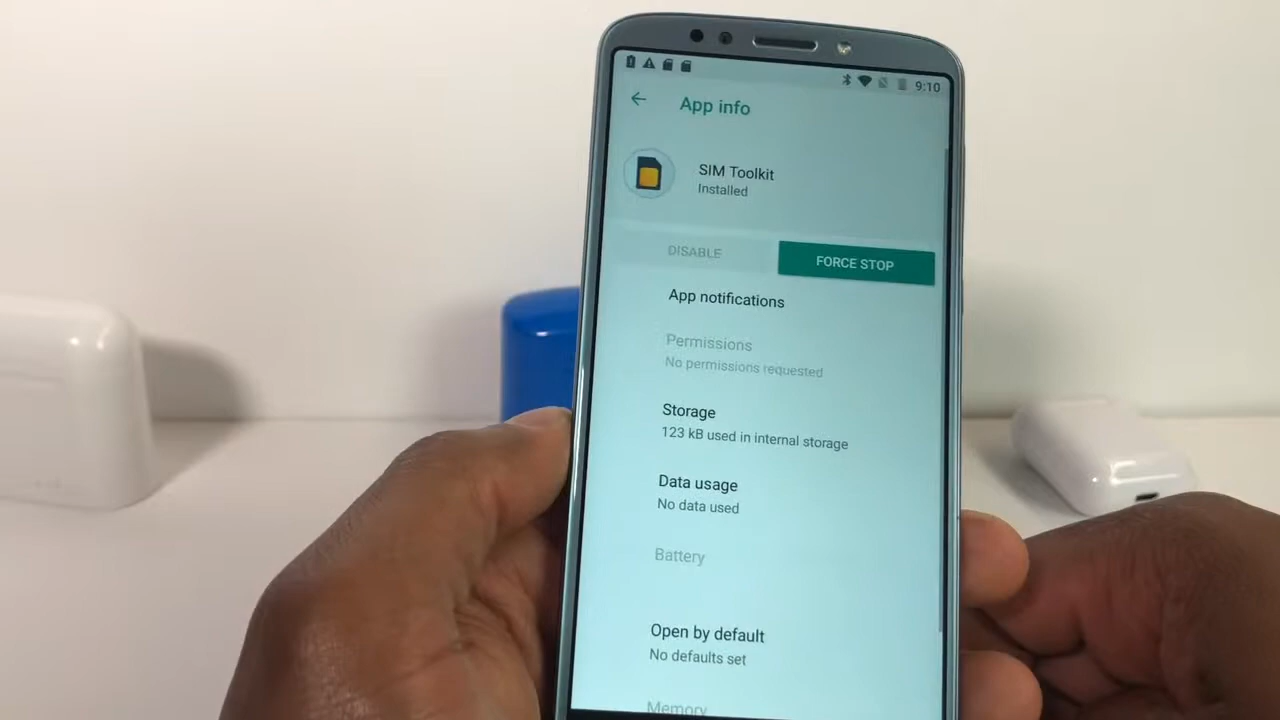 9:10
App info
SIM Toolkit
Installed
DISABLE
FORCE STOP
App notifications
Permissions
No permissions requested
Storage
123 kB used in internal storage
Data usage
No data used
Battery
Open by default
No defaults set
Memory